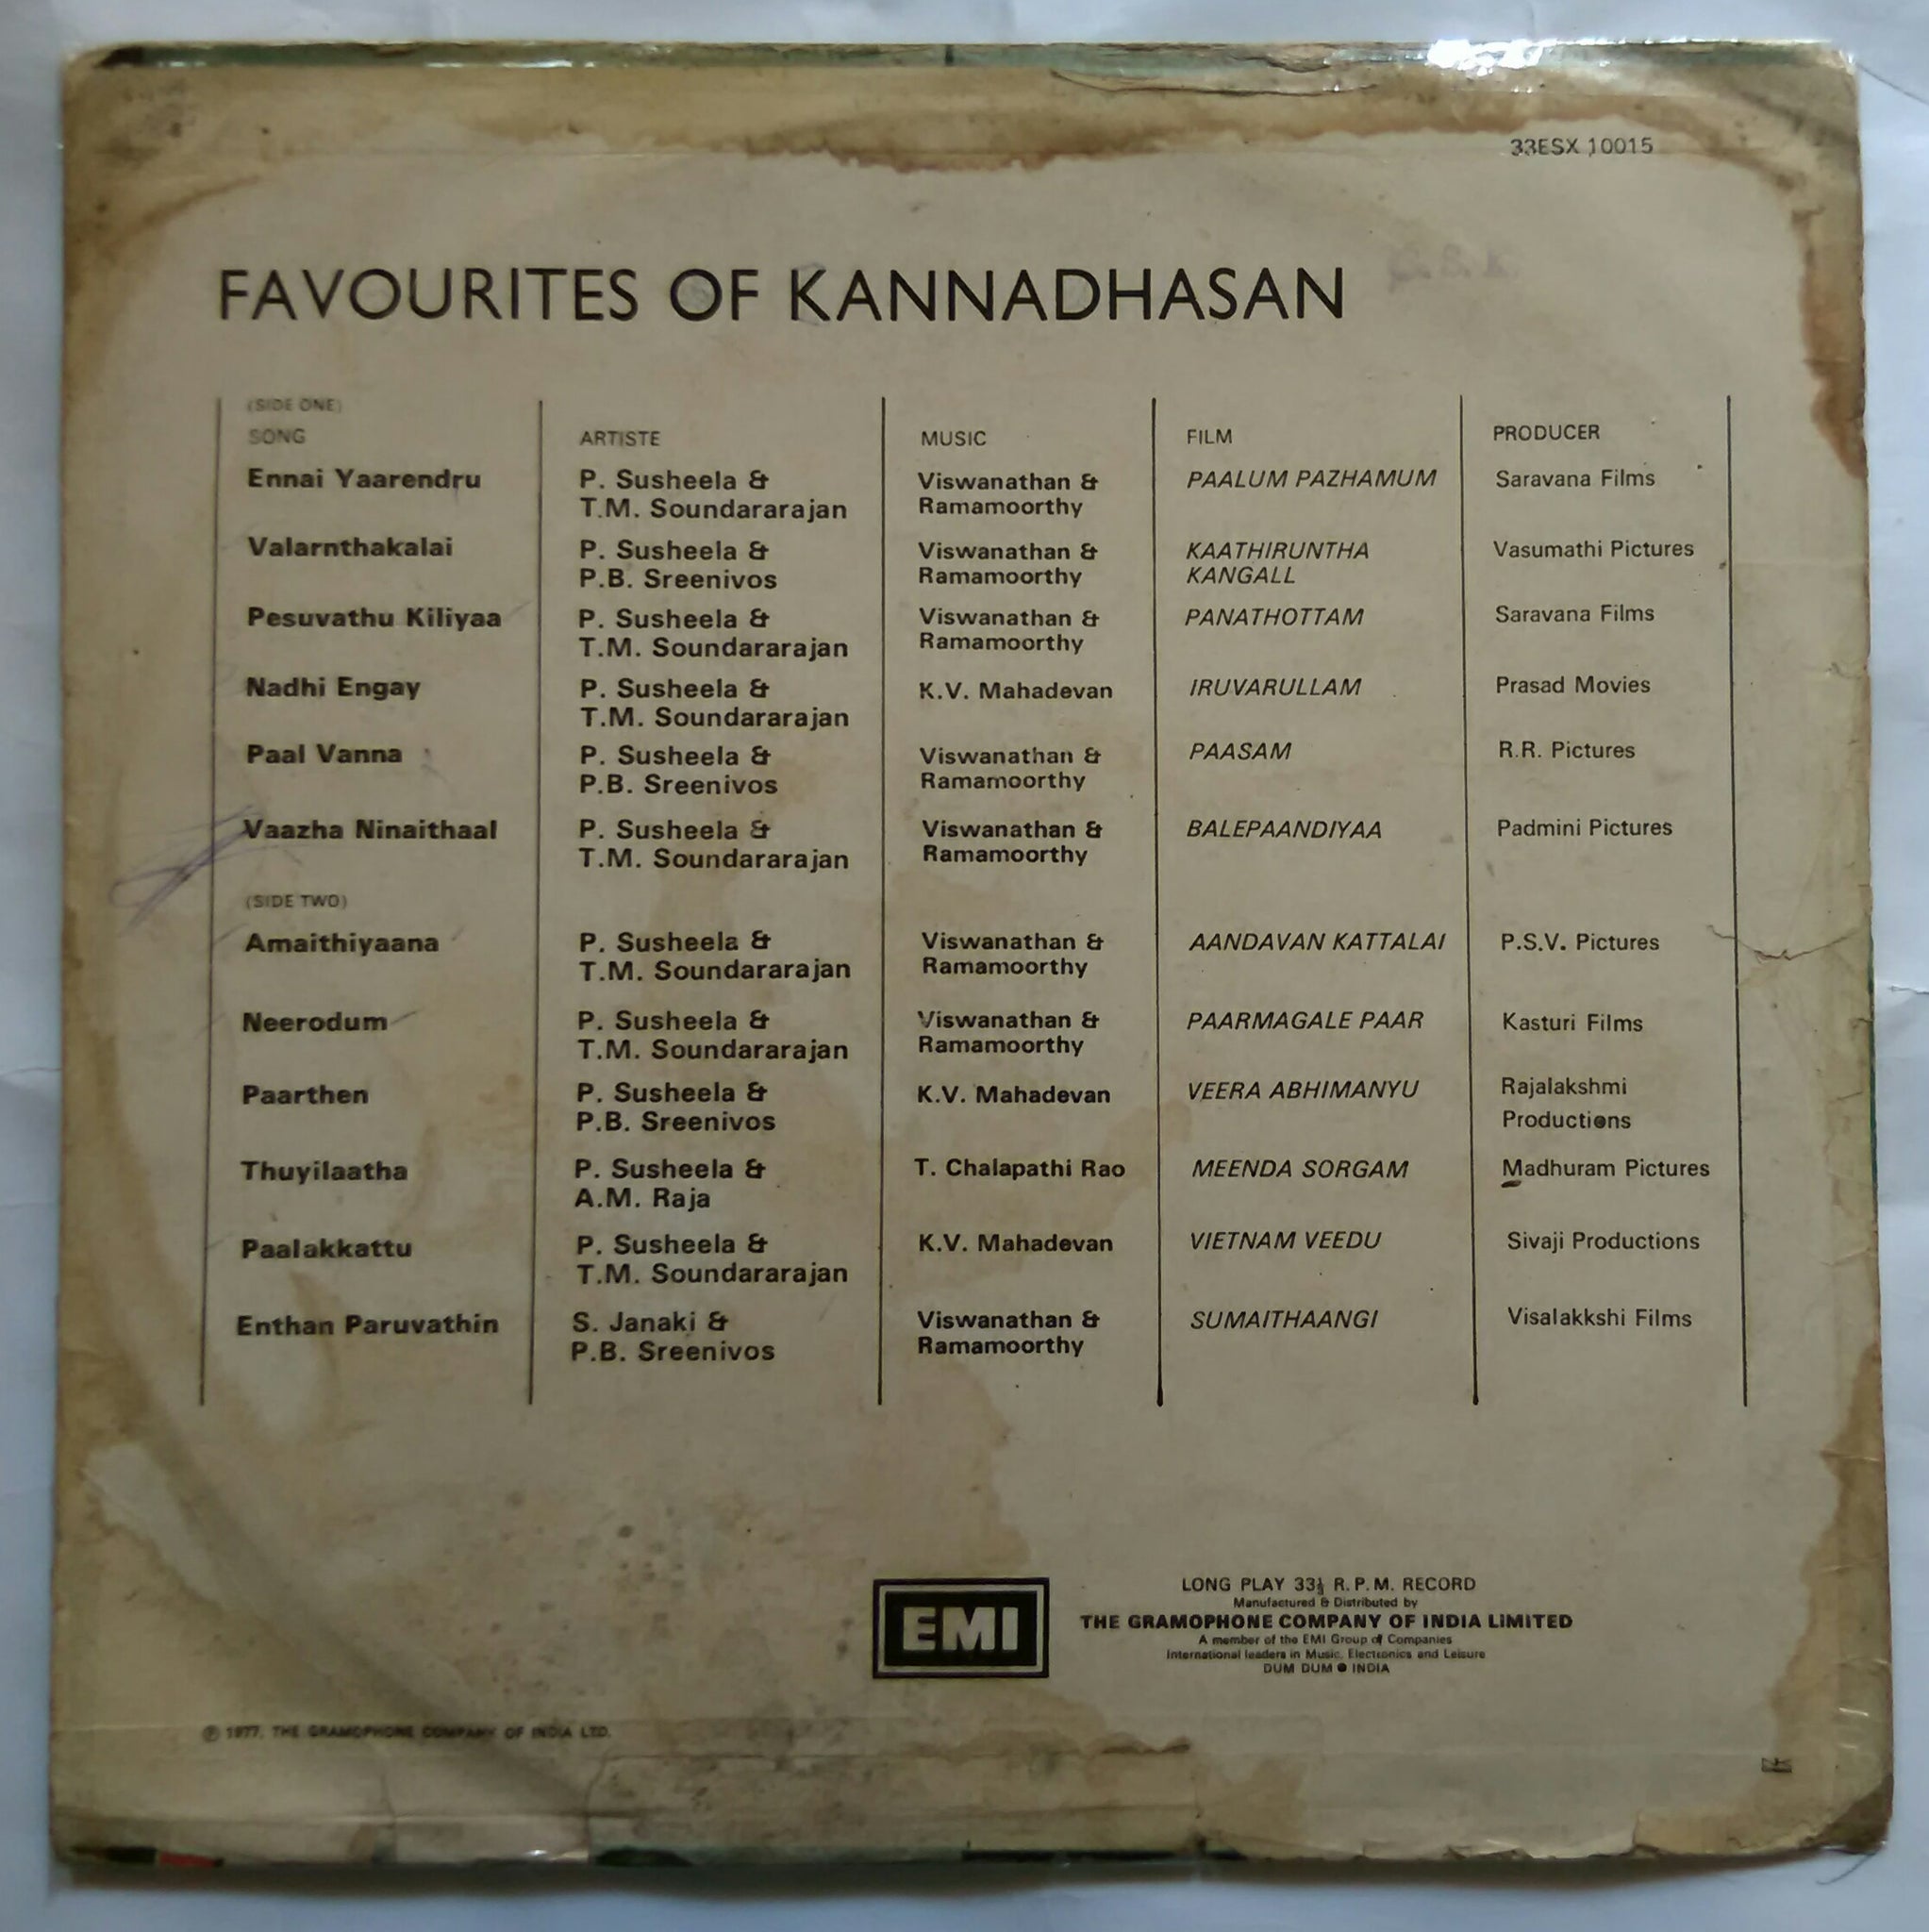 33ESX 10015
FAVOURITES OF KANNADHASAN
(SIDE ONE)
SONG ARTISTE MUSIC FILM PRODUCER
Ennai Yaarendru P. Susheela & Viswanathan & PAALUM PAZHAMUM Saravana Films
T.M. Soundararajan Ramamoorthy
Valarnthakalai P. Susheela & Viswanathan & KAATHIRUNTHA Vasumathi Pictures
P.B. Sreenivos Ramamoorthy KANGALL
Pesuvathu Kiliyaa P. Susheela & Viswanathan & PANATHOTTAM Saravana Films
T.M. Soundararajan Ramamoorthy
Nadhi Engay P. Susheela & K.V. Mahadevan IRUVARULLAM Prasad Movies
T.M. Soundararajan
Paal Vanna P. Susheela & Viswanathan & PAASAM R.R. Pictures
P.B. Sreenivos Ramamoorthy
Vaazha Ninaithaal P. Susheela & Viswanathan & BALEPAANDIYAA Padmini Pictures
T.M. Soundararajan Ramamoorthy
(SIDE TWO)
Amaithiyaana P. Susheela & Viswanathan & AANDAVAN KATTALAI P.S.V. Pictures
T.M. Soundararajan Ramamoorthy
Neerodum P. Susheela & Viswanathan & PAARMAGALE PAAR Kasturi Films
T.M. Soundararajan Ramamoorthy
Paarthen P. Susheela & K.V. Mahadevan VEERA ABHIMANYU Rajalakshmi
P.B. Sreenivos Productions
Thuyilaatha P. Susheela & T. Chalapathi Rao MEENDA SORGAM Madhuram Pictures
A.M. Raja
Paalakkattu P. Susheela & K.V. Mahadevan VIETNAM VEEDU Sivaji Productions
T.M. Soundararajan
Enthan Paruvathin S. Janaki & Viswanathan & SUMAITHAANGI Visalakkshi Films
P.B. Sreenivos Ramamoorthy
EMI
LONG PLAY 33⅓ R.P.M. RECORD
Manufactured & Distributed by
THE GRAMOPHONE COMPANY OF INDIA LIMITED
A member of the EMI Group of Companies
International leaders in Music, Electronics and Leisure
DUM DUM ● INDIA
Ⓟ 1977. THE GRAMOPHONE COMPANY OF INDIA LTD.